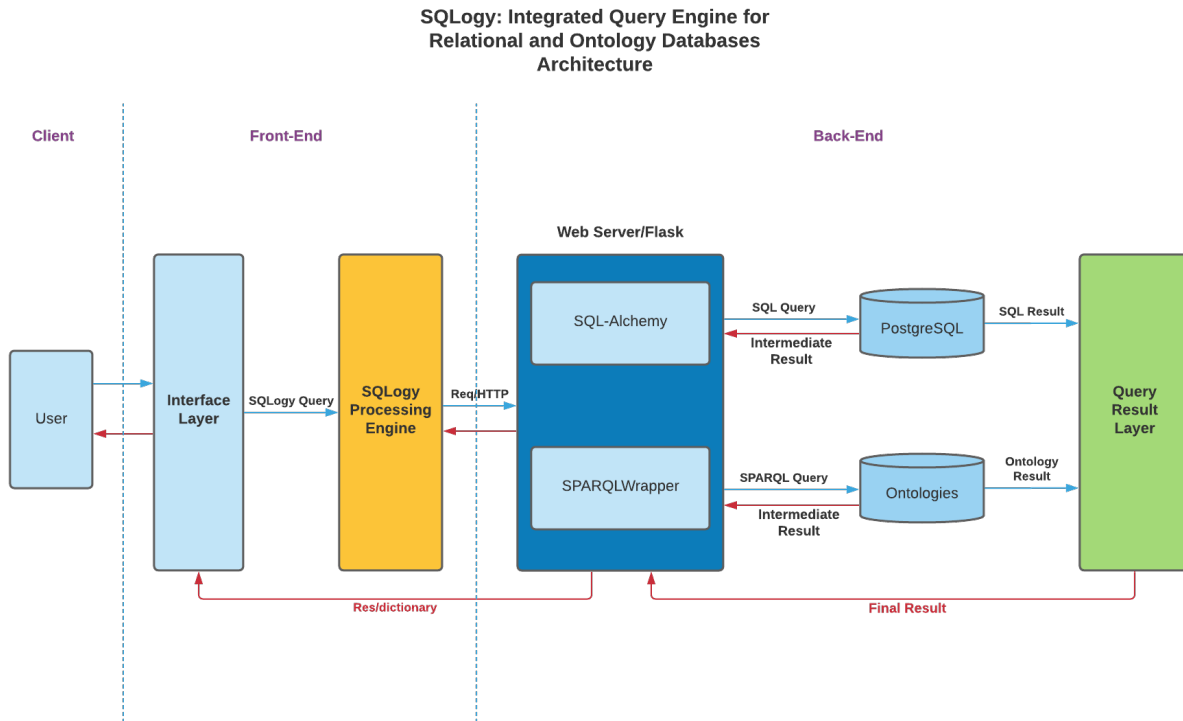 SQLogy: Integrated Query Engine for
Relational and Ontology Databases
Architecture
Client
Front-End
Back-End
Web Server/Flask
User
Interface
Layer
SQLogy Query
SQLogy
Processing
Engine
Req/HTTP
SQL-Alchemy
SPARQLWrapper
SQL Query
Intermediate
Result
PostgreSQL
SQL Result
SPARQL Query
Intermediate
Result
Ontologies
Ontology
Result
Query
Result
Layer
Res/dictionary
Final Result